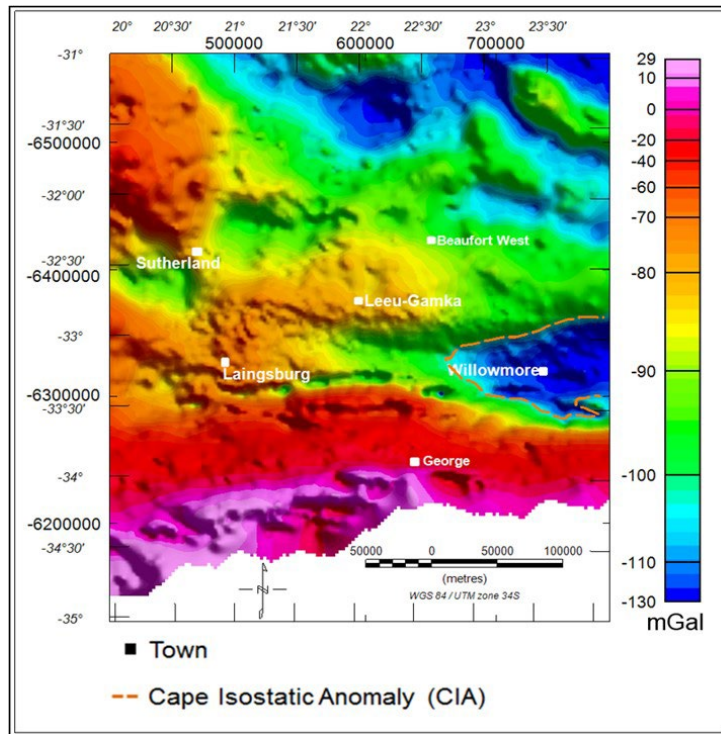 20° 20°30′ 21° 21°30′ 22° 22°30′ 23° 23°30′
500000 600000 700000
-31°
-31°30′
-6500000
-32°
-32°30′
-6400000
-33°
-6300000
-33°30′
-34°
-6200000
-34°30′
-35°
Beaufort West
Sutherland
Leeu-Gamka
Willowmore
Laingsburg
George
50000 0 50000 100000
(metres)
WGS 84 / UTM zone 34S
N
29
10
0
-20
-40
-60
-70
-80
-90
-100
-110
-130
mGal
Town
Cape Isostatic Anomaly (CIA)